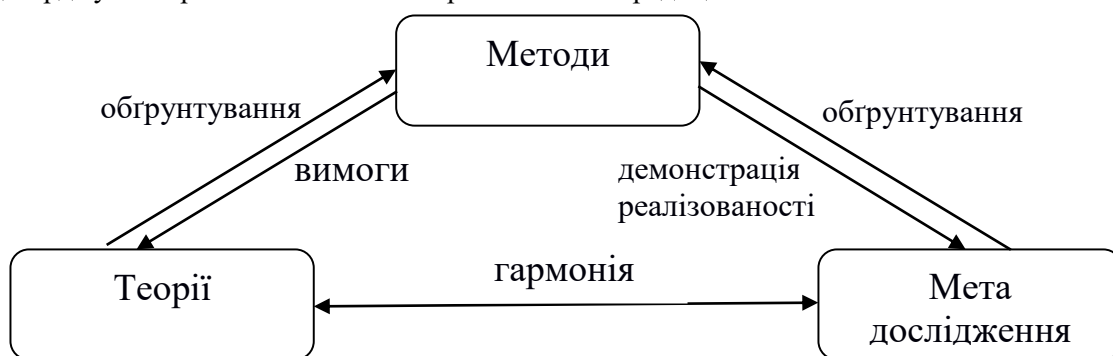 Методи
обґрунтування
обґрунтування
вимоги
демонстрація
реалізованості
Теорії
гармонія
Мета
дослідження